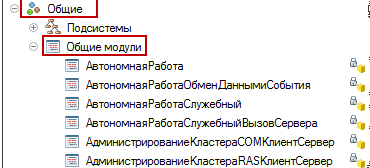 Общие
Подсистемы
Общие модули
АвтономнаяРабота
АвтономнаяРаботаОбменДаннымиСобытия
АвтономнаяРаботаСлужебный
АвтономнаяРаботаСлужебныйВызовСервера
АдминистрированиеКластераCOMКлиентСервер
АдминистрированиеКластераRASКлиентСервер